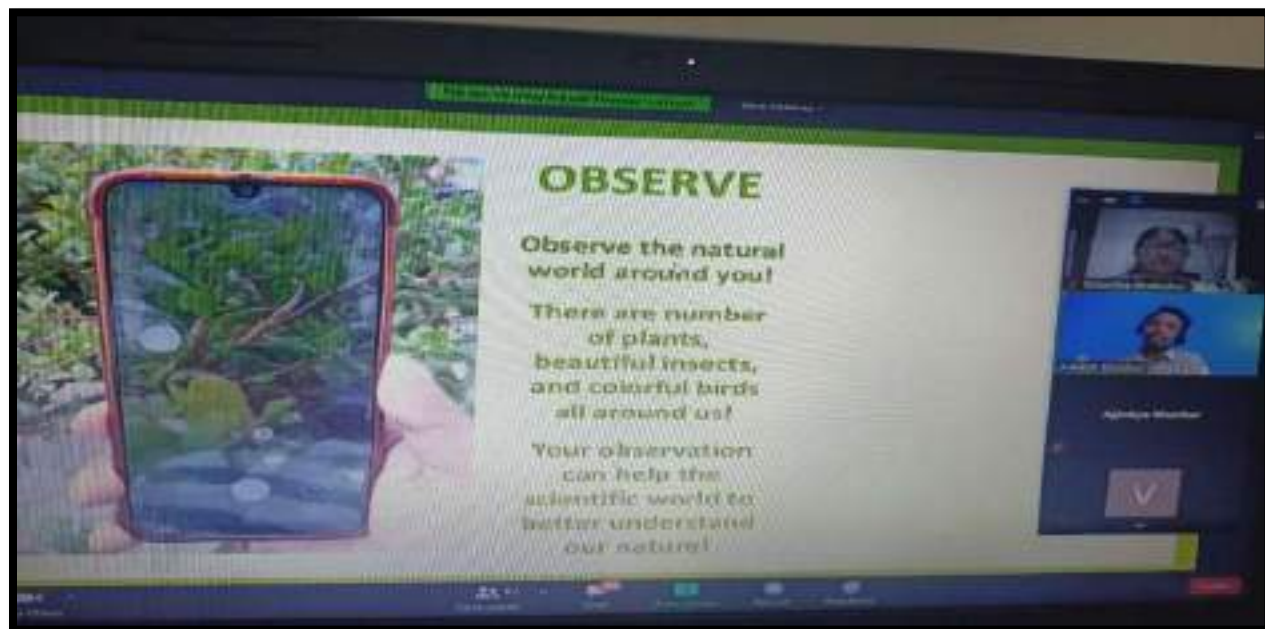 OBSERVE
Observe the natural
world around you!
There are number
of plants,
beautiful insects,
and colorful birds
all around us!
Your observation
can help the
scientific world to
better understand
our nature!
V